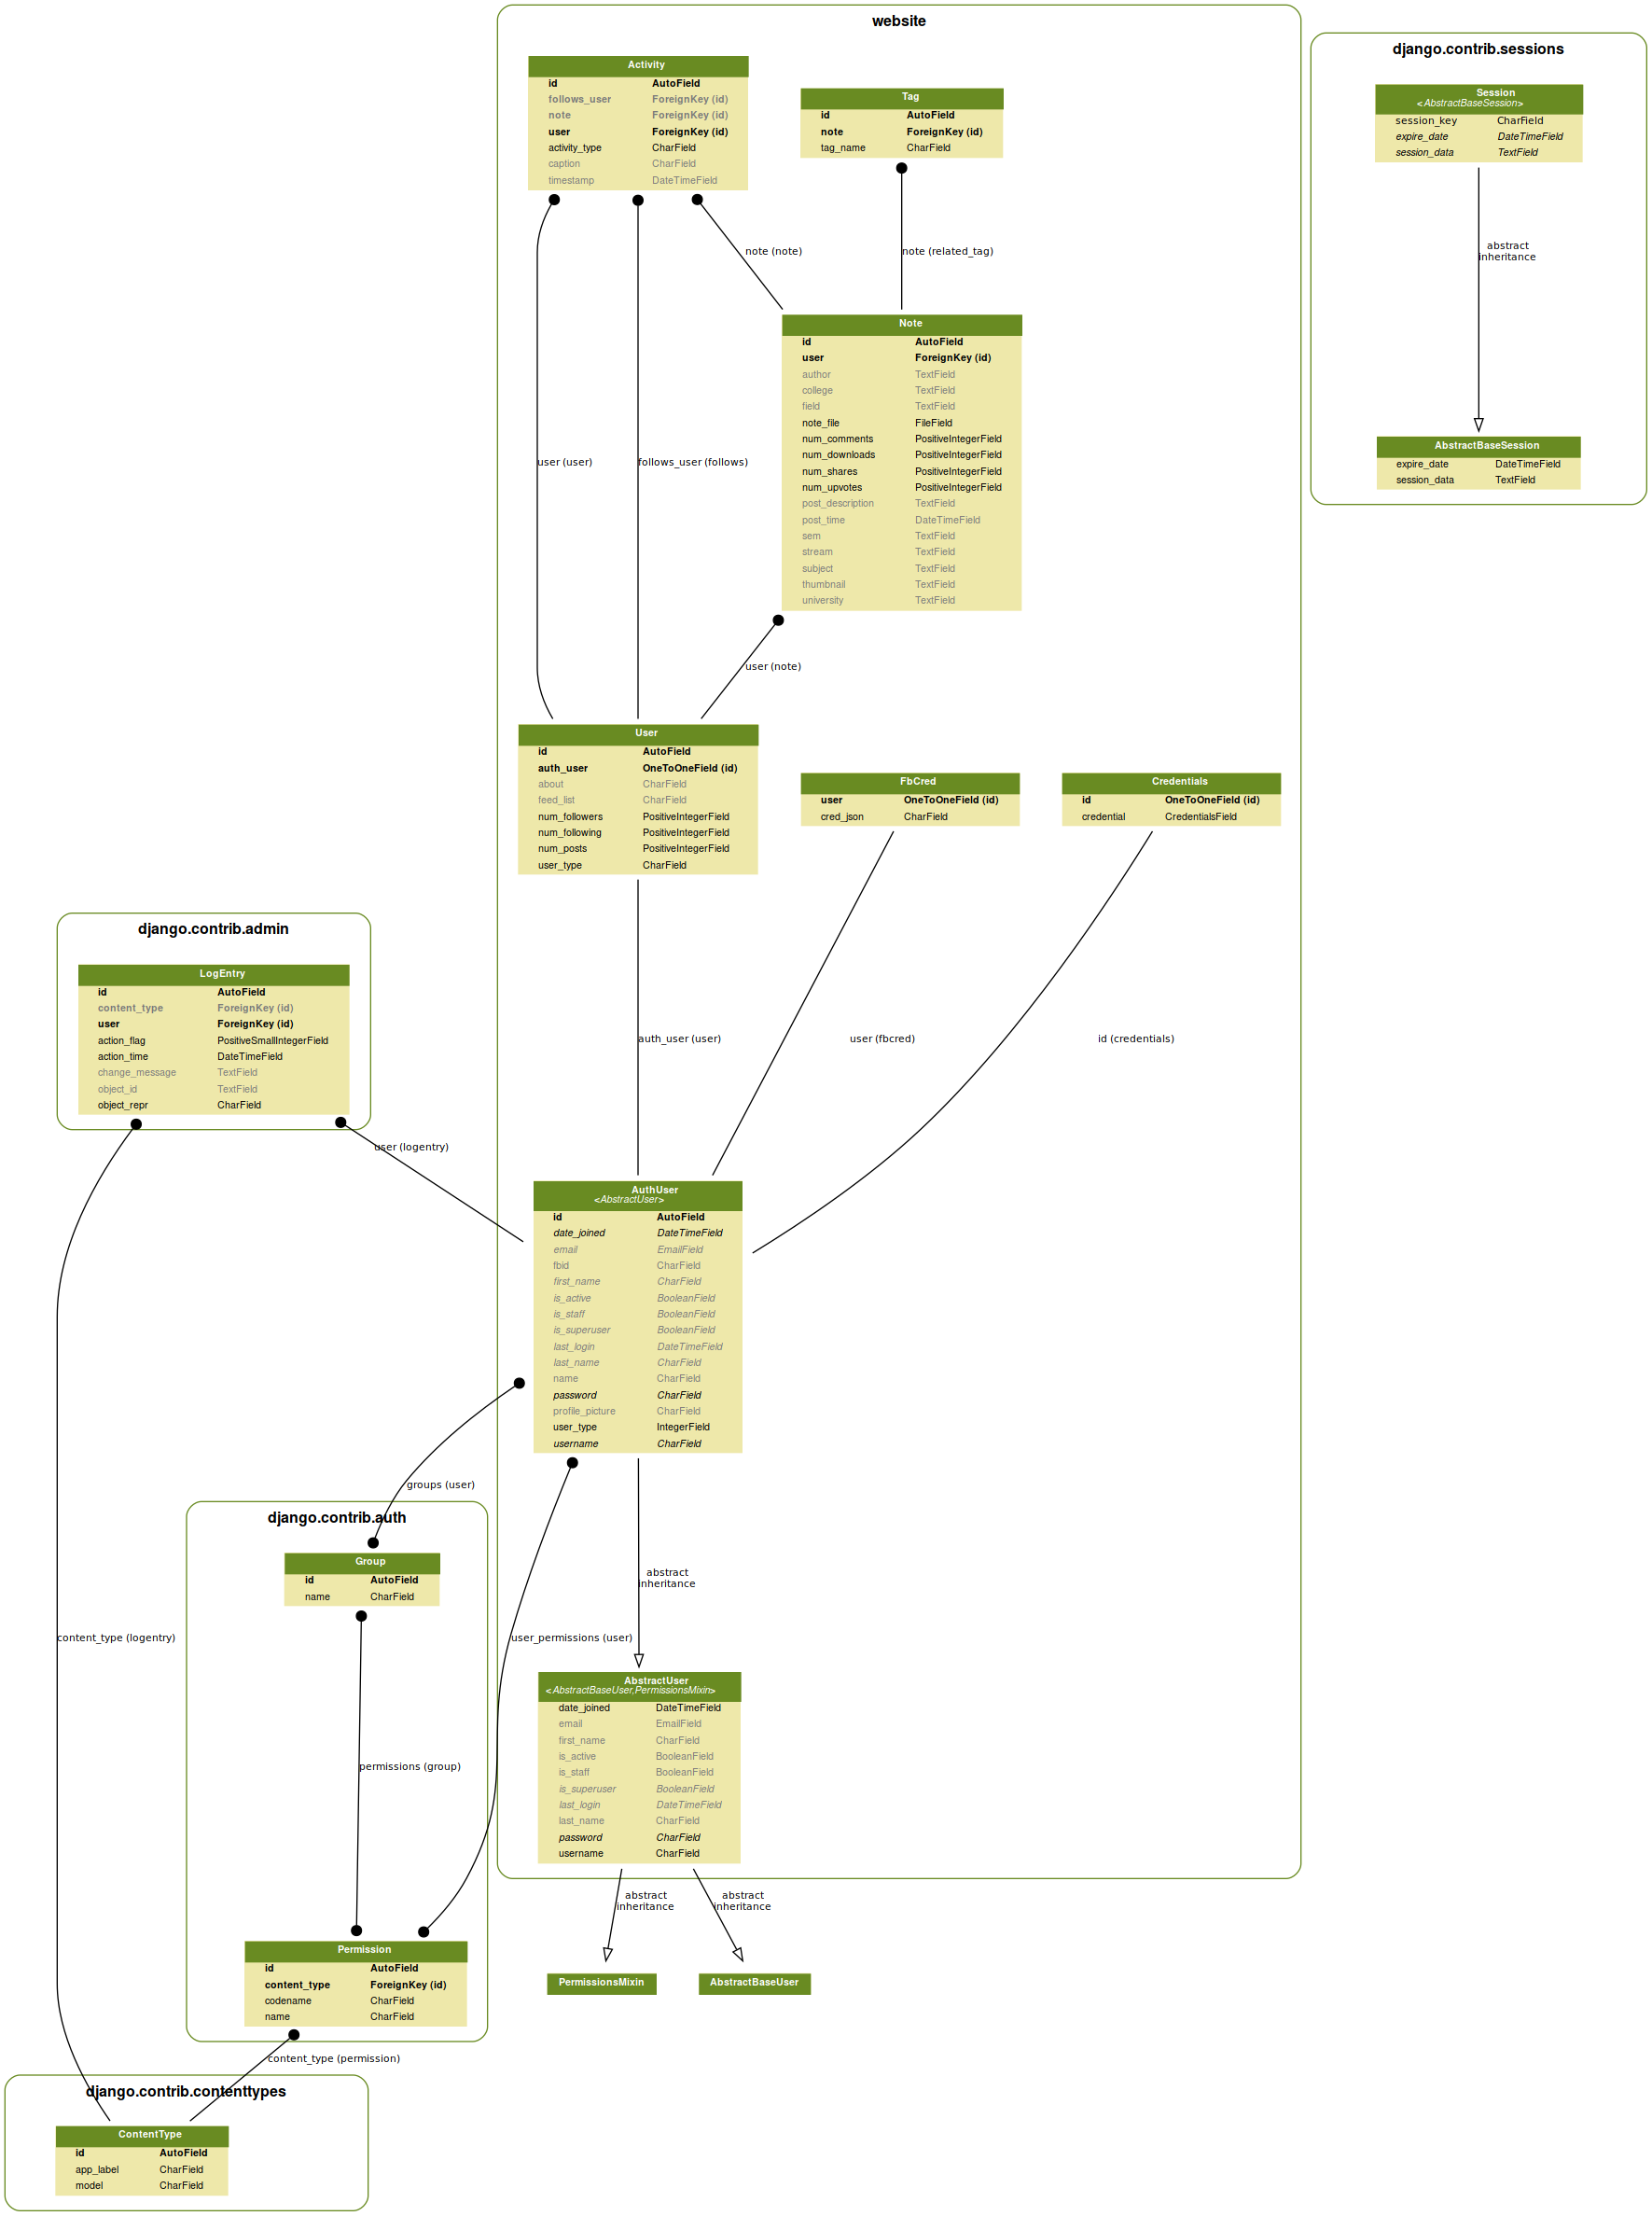 website
Activity
id AutoField
follows_user ForeignKey (id)
note ForeignKey (id)
user ForeignKey (id)
activity_type CharField
caption CharField
timestamp DateTimeField
Tag
id AutoField
note ForeignKey (id)
tag_name CharField
django.contrib.sessions
Session
<AbstractBaseSession>
session_key CharField
expire_date DateTimeField
session_data TextField
note (note)
note (related_tag)
abstract
inheritance
Note
id AutoField
user ForeignKey (id)
author TextField
college TextField
field TextField
note_file FileField
num_comments PositiveIntegerField
num_downloads PositiveIntegerField
num_shares PositiveIntegerField
num_upvotes PositiveIntegerField
post_description TextField
post_time DateTimeField
sem TextField
stream TextField
subject TextField
thumbnail TextField
university TextField
AbstractBaseSession
expire_date DateTimeField
session_data TextField
user (user)
follows_user (follows)
user (note)
User
id AutoField
auth_user OneToOneField (id)
about CharField
feed_list CharField
num_followers PositiveIntegerField
num_following PositiveIntegerField
num_posts PositiveIntegerField
user_type CharField
FbCred
user OneToOneField (id)
cred_json CharField
Credentials
id OneToOneField (id)
credential CredentialsField
django.contrib.admin
LogEntry
id AutoField
content_type ForeignKey (id)
user ForeignKey (id)
action_flag PositiveSmallIntegerField
action_time DateTimeField
change_message TextField
object_id TextField
object_repr CharField
auth_user (user)
user (fbcred)
id (credentials)
user (logentry)
AuthUser
<AbstractUser>
id AutoField
date_joined DateTimeField
email EmailField
fbid CharField
first_name CharField
is_active BooleanField
is_staff BooleanField
is_superuser BooleanField
last_login DateTimeField
last_name CharField
name CharField
password CharField
profile_picture CharField
user_type IntegerField
username CharField
groups (user)
django.contrib.auth
Group
id AutoField
name CharField
abstract
inheritance
content_type (logentry)
user_permissions (user)
AbstractUser
<AbstractBaseUser,PermissionsMixin>
date_joined DateTimeField
email EmailField
first_name CharField
is_active BooleanField
is_staff BooleanField
is_superuser BooleanField
last_login DateTimeField
last_name CharField
password CharField
username CharField
permissions (group)
abstract
inheritance
abstract
inheritance
Permission
id AutoField
content_type ForeignKey (id)
codename CharField
name CharField
PermissionsMixin
AbstractBaseUser
content_type (permission)
django.contrib.contenttypes
ContentType
id AutoField
app_label CharField
model CharField